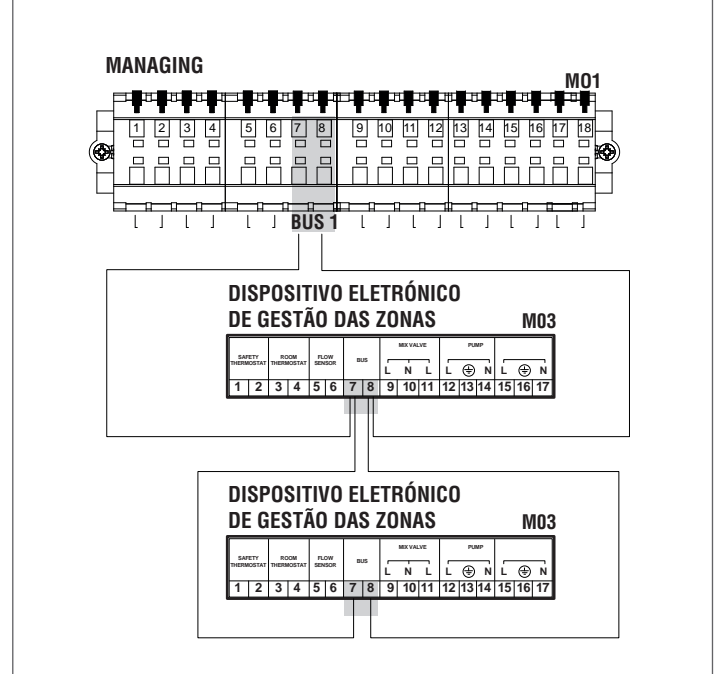 MANAGING
M01
1 2 3 4 5 6 7 8 9 10 11 12 13 14 15 16 17 18
BUS 1
DISPOSITIVO ELETRÓNICO
DE GESTÃO DAS ZONAS M03
SAFETY THERMOSTAT ROOM THERMOSTAT FLOW SENSOR BUS MIX VALVE PUMP
L N L L N L N
1 2 3 4 5 6 7 8 9 10 11 12 13 14 15 16 17
DISPOSITIVO ELETRÓNICO
DE GESTÃO DAS ZONAS M03
SAFETY THERMOSTAT ROOM THERMOSTAT FLOW SENSOR BUS MIX VALVE PUMP
L N L L N L N
1 2 3 4 5 6 7 8 9 10 11 12 13 14 15 16 17